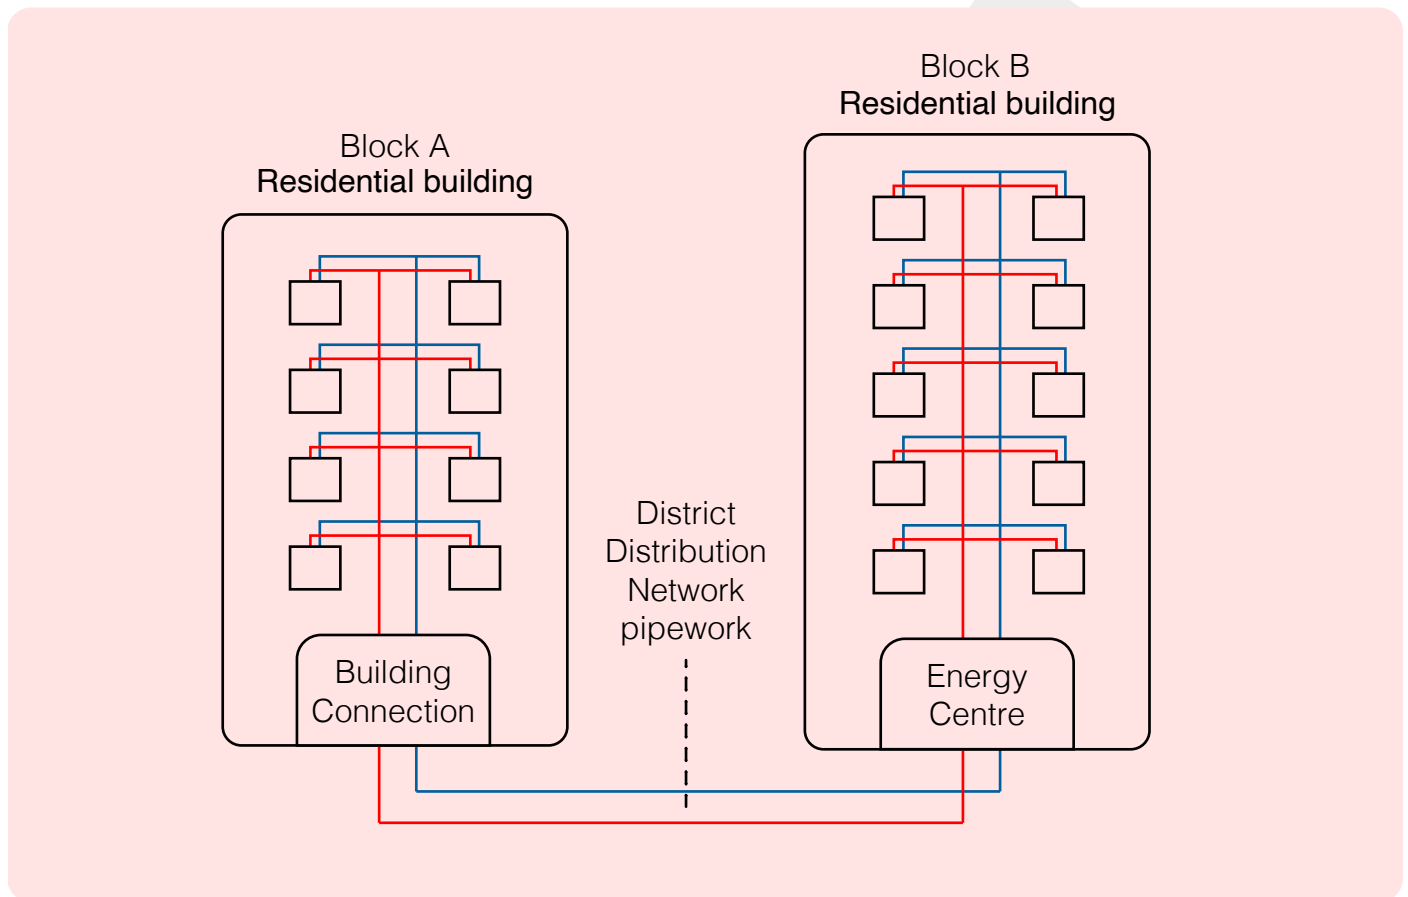 Block B
Residential building
Block A
Residential building
District
Distribution
Network
pipework
Building
Connection
Energy
Centre